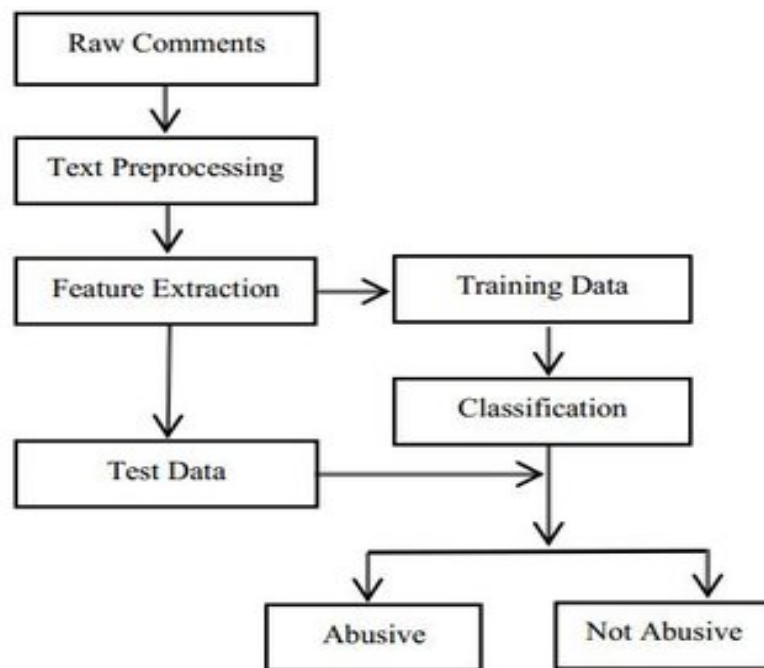 Raw Comments
Text Preprocessing
Feature Extraction
Training Data
Classification
Test Data
Abusive
Not Abusive